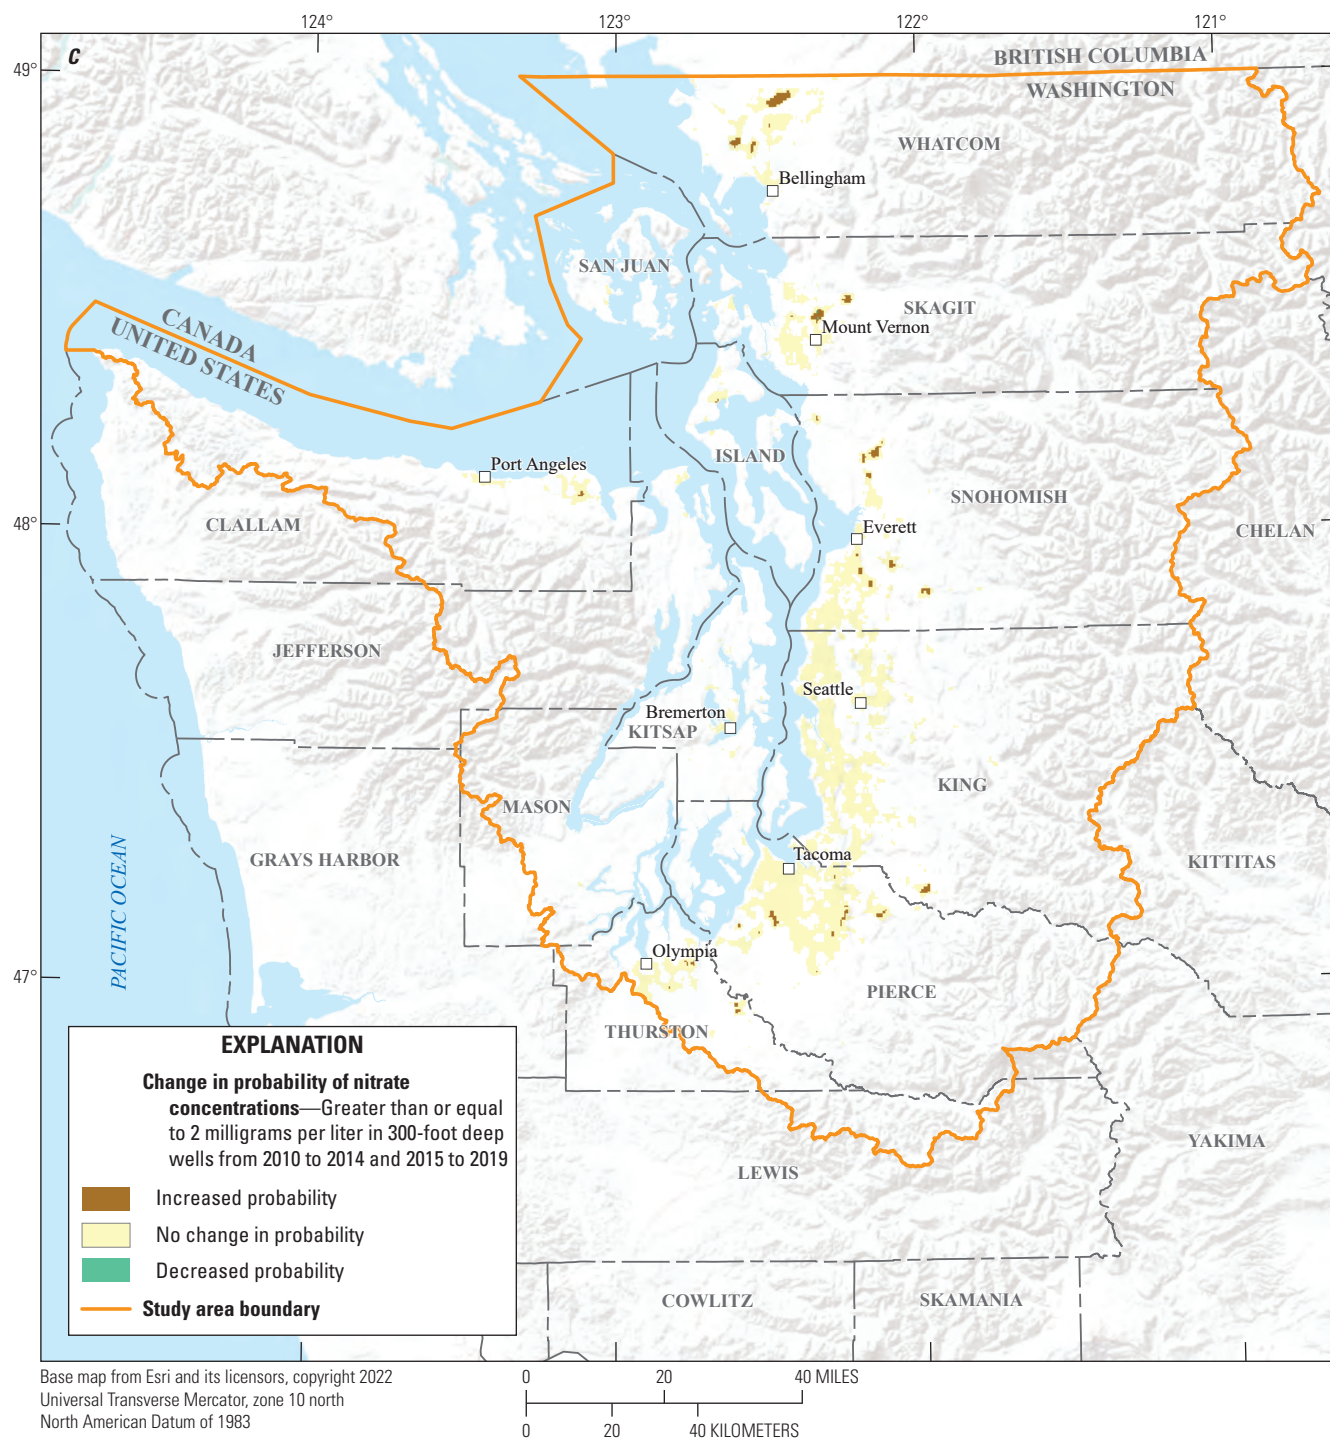 124°
123°
122°
121°
C
49°
BRITISH COLUMBIA
WASHINGTON
WHATCOM
Bellingham
SAN JUAN
SKAGIT
Mount Vernon
CANADA
UNITED STATES
ISLAND
Port Angeles
SNOHOMISH
48°
CLALLAM
Everett
CHELAN
JEFFERSON
Seattle
Bremerton
KITSAP
KING
MASON
GRAYS HARBOR
Tacoma
KITTITAS
PACIFIC OCEAN
Olympia
47°
PIERCE
THURSTON
YAKIMA
LEWIS
COWLITZ
SKAMANIA
EXPLANATION
Change in probability of nitrate
concentrations—Greater than or equal
to 2 milligrams per liter in 300-foot deep
wells from 2010 to 2014 and 2015 to 2019
Increased probability
No change in probability
Decreased probability
Study area boundary
Base map from Esri and its licensors, copyright 2022
Universal Transverse Mercator, zone 10 north
North American Datum of 1983
0 20 40 MILES
0 20 40 KILOMETERS